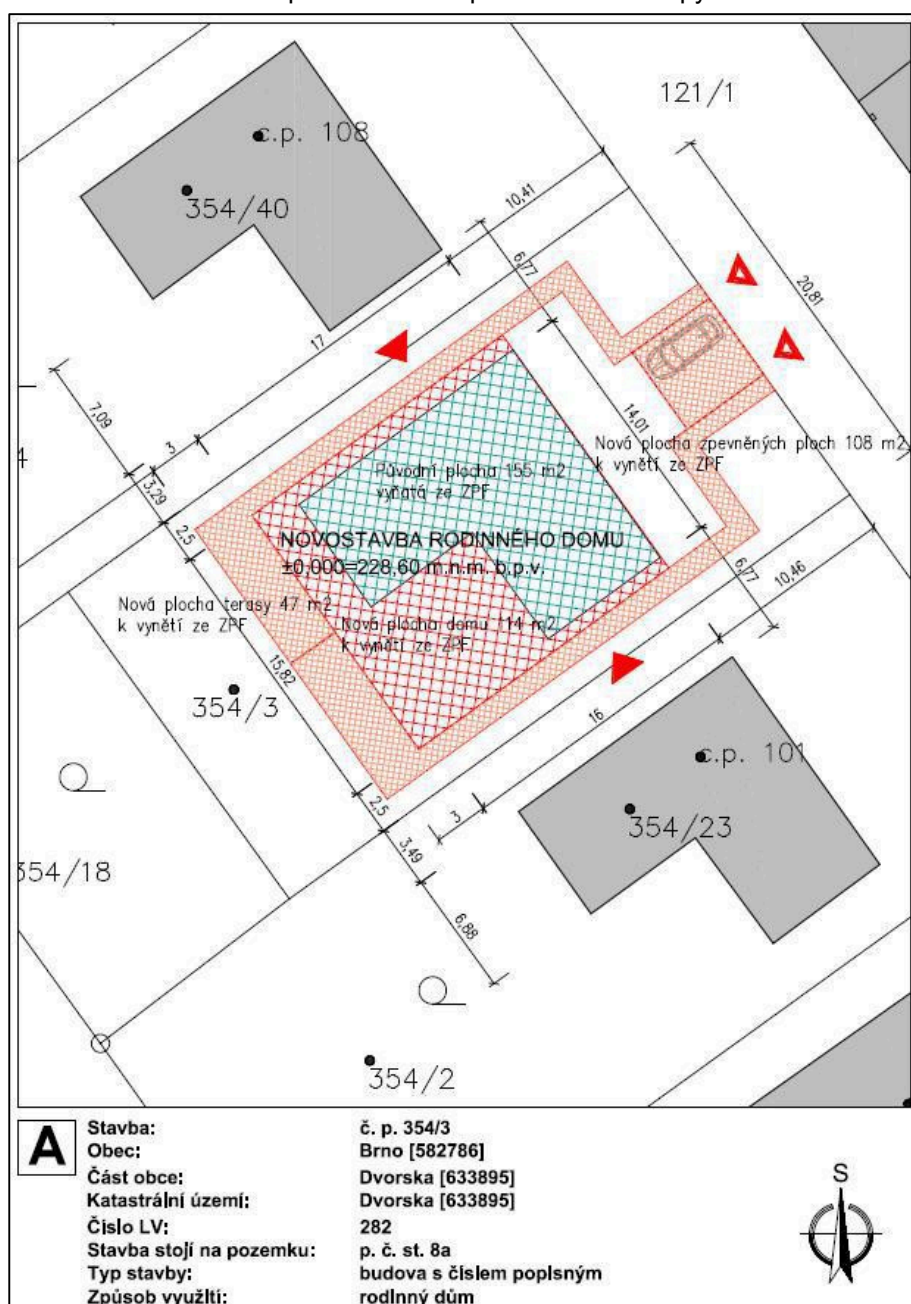 121/1
č.p. 108
354/40
10,41
6,77
20,81
17
7,09
3
14,01
Nová plocha zpevněných ploch 108 m2
k vynětí ze ZPF
4
3,29
Původní plocha 155 m2
vyňatá ze ZPF
2,5
NOVOSTAVBA RODINNÉHO DOMU
±0,000=228,60 m.n.m. b.p.v.
6,77
10,46
Nová plocha terasy 47 m2
k vynětí ze ZPF
Nová plocha domu 114 m2
k vynětí ze ZPF
15,82
354/3
16
č.p. 101
2,5
3
354/23
3,49
354/18
6,88
354/2
A
Stavba: č. p. 354/3
Obec: Brno [582786]
Část obce: Dvorska [633895]
Katastrální území: Dvorska [633895]
Číslo LV: 282
Stavba stojí na pozemku: p. č. st. 8a
Typ stavby: budova s číslem popisným
Způsob využití: rodinný dům
S